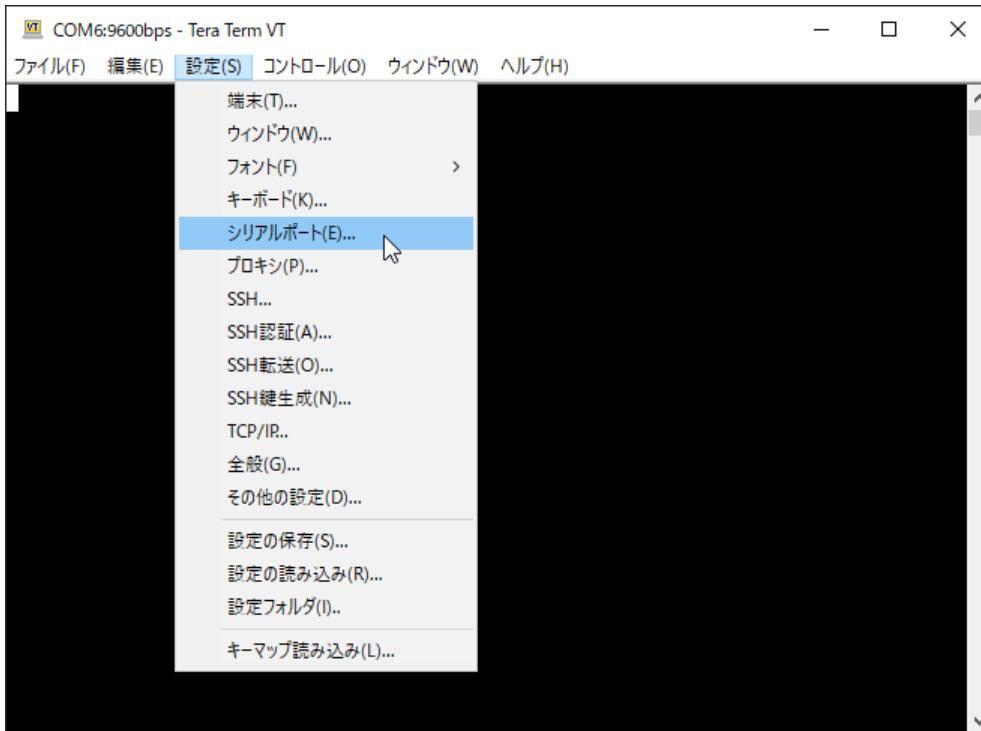 COM6:9600bps - Tera Term VT
ファイル(F) 編集(E) 設定(S) コントロール(O) ウィンドウ(W) ヘルプ(H)
端末(T)...
ウィンドウ(W)...
フォント(F)
キーボード(K)...
シリアルポート(E)...
プロキシ(P)...
SSH...
SSH認証(A)...
SSH転送(O)...
SSH鍵生成(N)...
TCP/IP...
全般(G)...
その他の設定(D)...
設定の保存(S)...
設定の読み込み(R)...
設定フォルダ(I)..
キーマップ読み込み(L)...